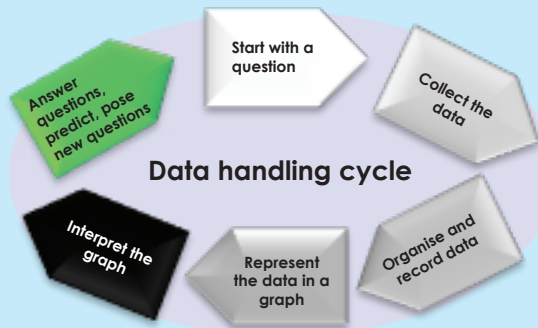 Data handling cycle
Start with a
question
Collect the
data
Organise and
record data
Represent
the data in a
graph
Interpret the
graph
Answer
questions,
predict, pose
new questions